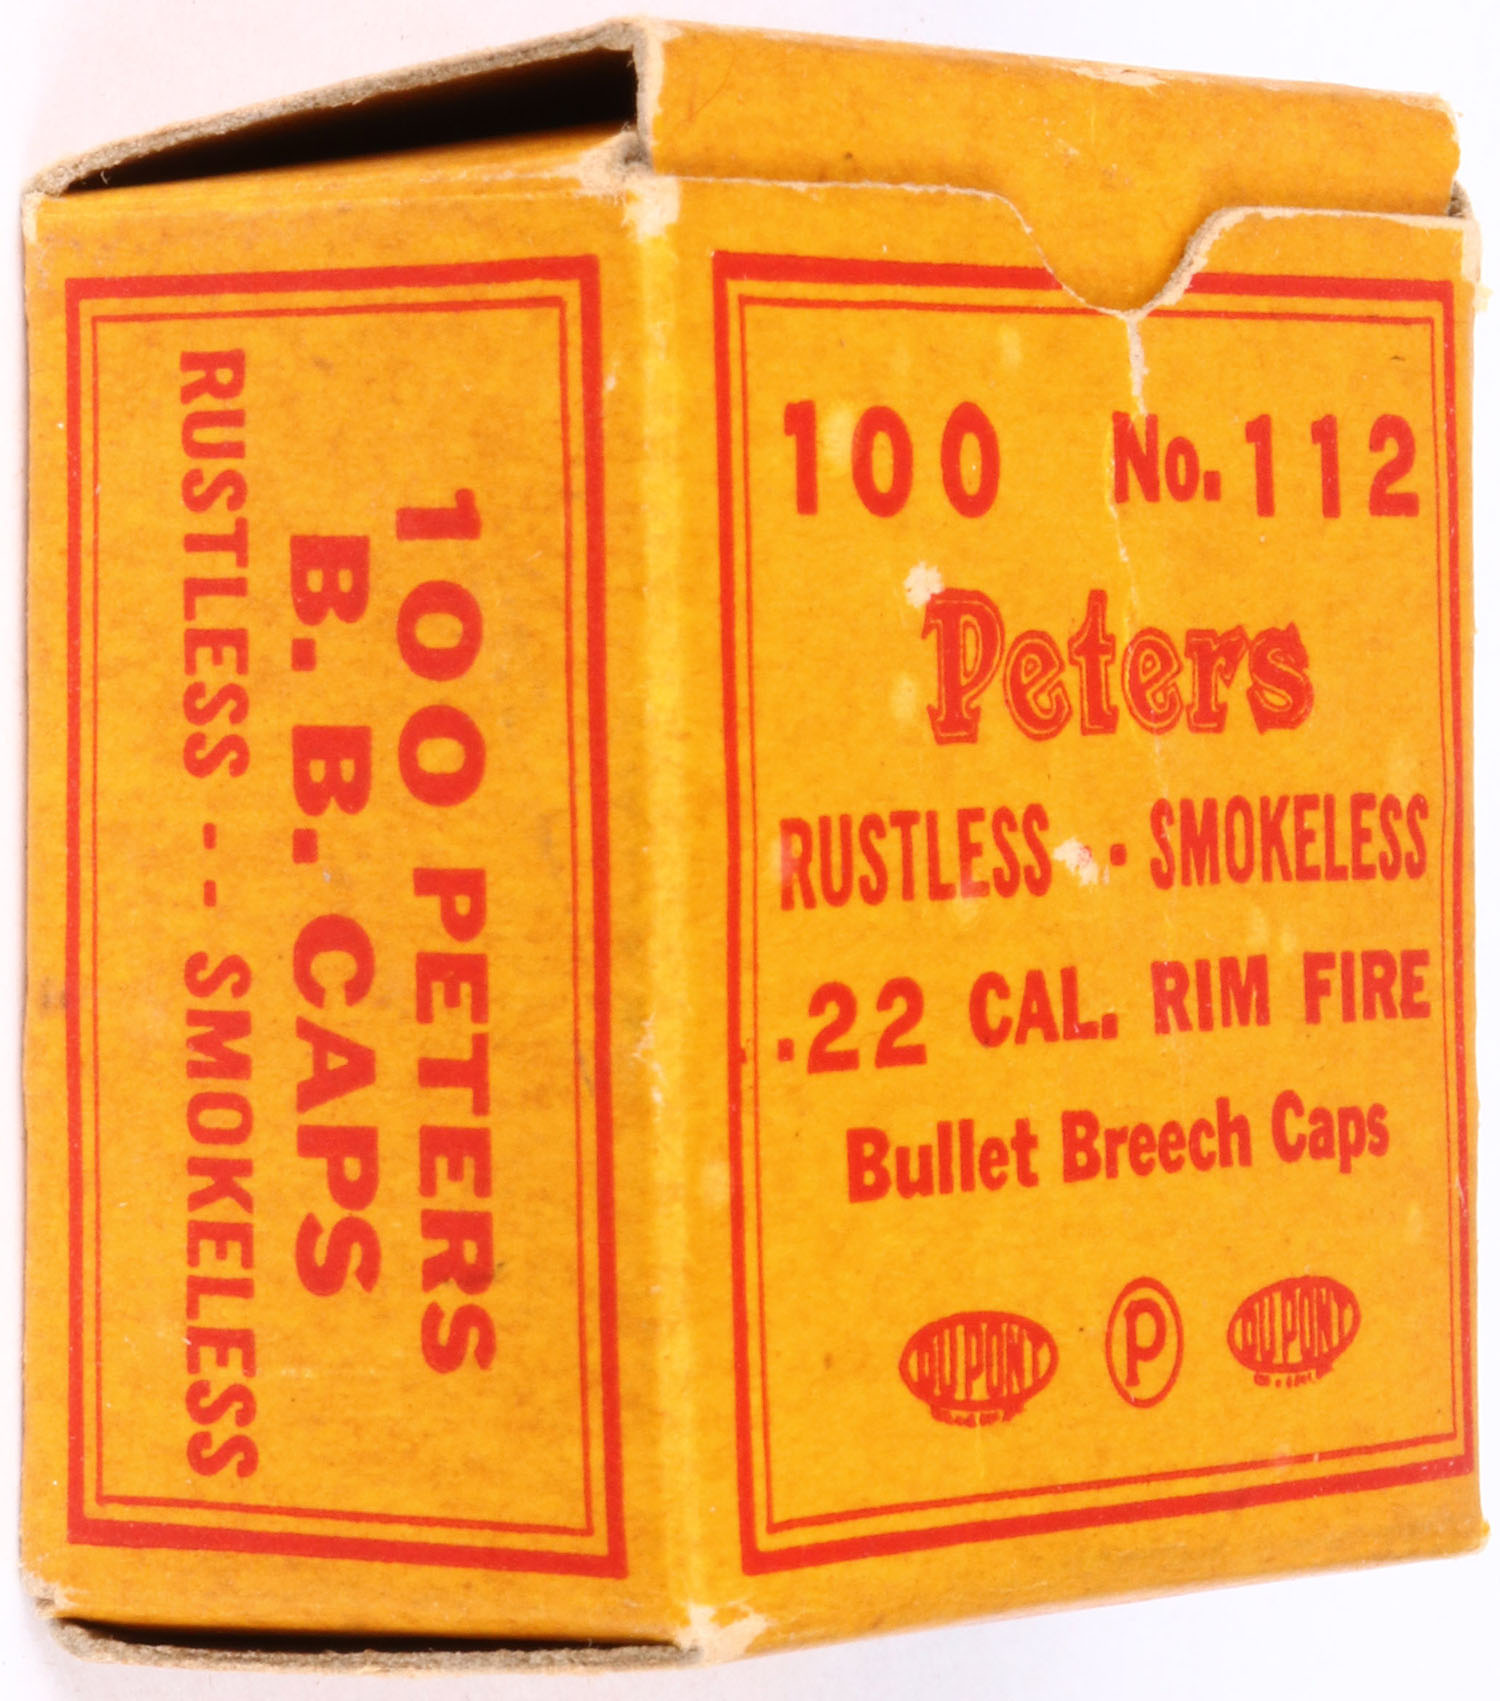 100 PETERS
B. B. CAPS
RUSTLESS - - SMOKELESS
100 No. 112
Peters
RUSTLESS - - SMOKELESS
.22 CAL. RIM FIRE
Bullet Breech Caps
DU PONT P DU PONT